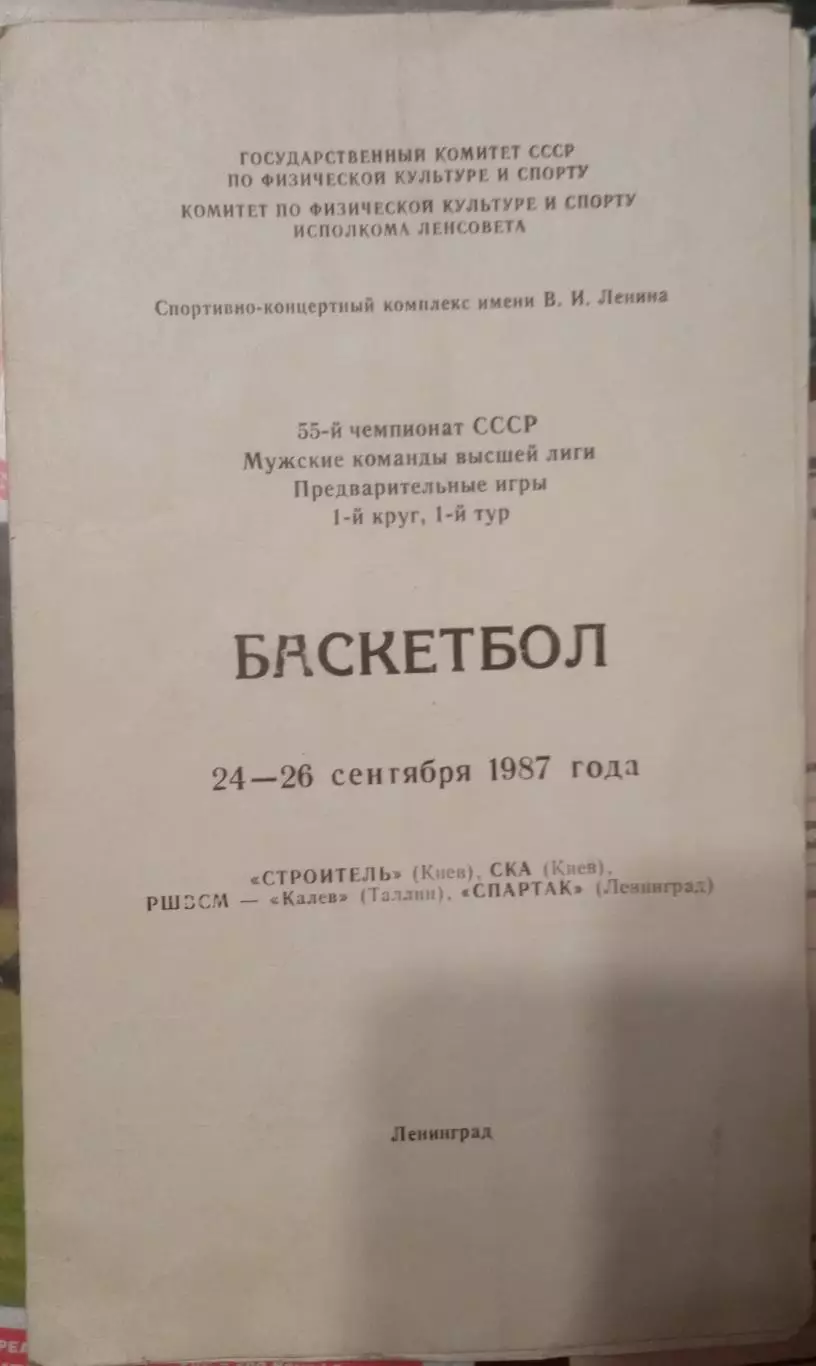 ГОСУДАРСТВЕННЫЙ КОМИТЕТ СССР
ПО ФИЗИЧЕСКОЙ КУЛЬТУРЕ И СПОРТУ
КОМИТЕТ ПО ФИЗИЧЕСКОЙ КУЛЬТУРЕ И СПОРТУ
ИСПОЛКОМА ЛЕНСОВЕТА
Спортивно-концертный комплекс имени В. И. Ленина
55-й чемпионат СССР
Мужские команды высшей лиги
Предварительные игры
1-й круг, 1-й тур
БАСКЕТБОЛ
24—26 сентября 1987 года
«СТРОИТЕЛЬ» (Киев), СКА (Киев),
РШВСМ — «Калев» (Таллин), «СПАРТАК» (Ленинград)
Ленинград